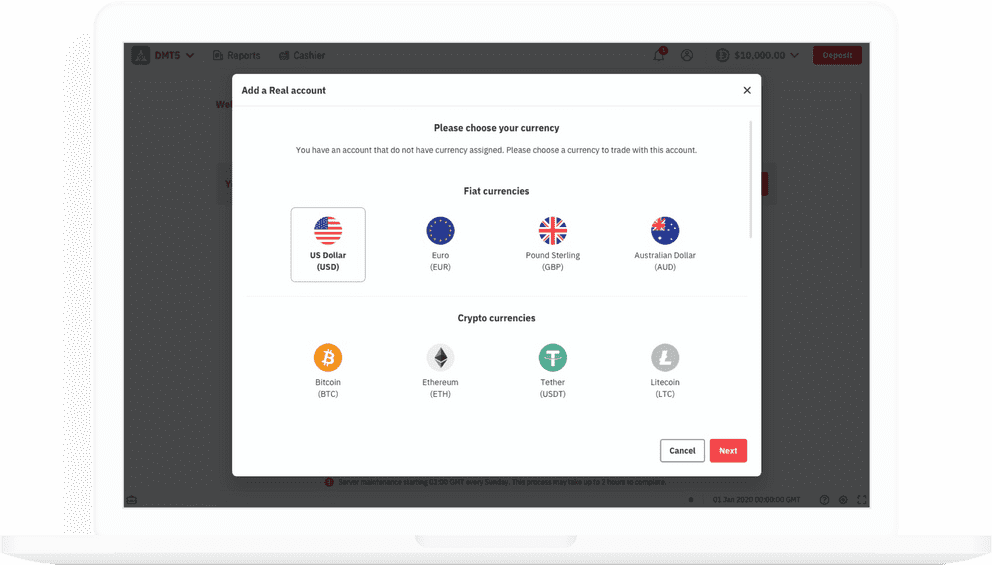 DMT5
Reports
Cashier
1
$10,000.00
Deposit
Wel
Add a Real account
Please choose your currency
You have an account that do not have currency assigned. Please choose a currency to trade with this account.
Fiat currencies
US Dollar
(USD)
Euro
(EUR)
Pound Sterling
(GBP)
Australian Dollar
(AUD)
Crypto currencies
Bitcoin
(BTC)
Ethereum
(ETH)
Tether
(USDT)
Litecoin
(LTC)
Cancel
Next
Server maintenance starting 03:00 GMT every Sunday. This process may take up to 2 hours to complete.
01 Jan 2020 00:00:00 GMT